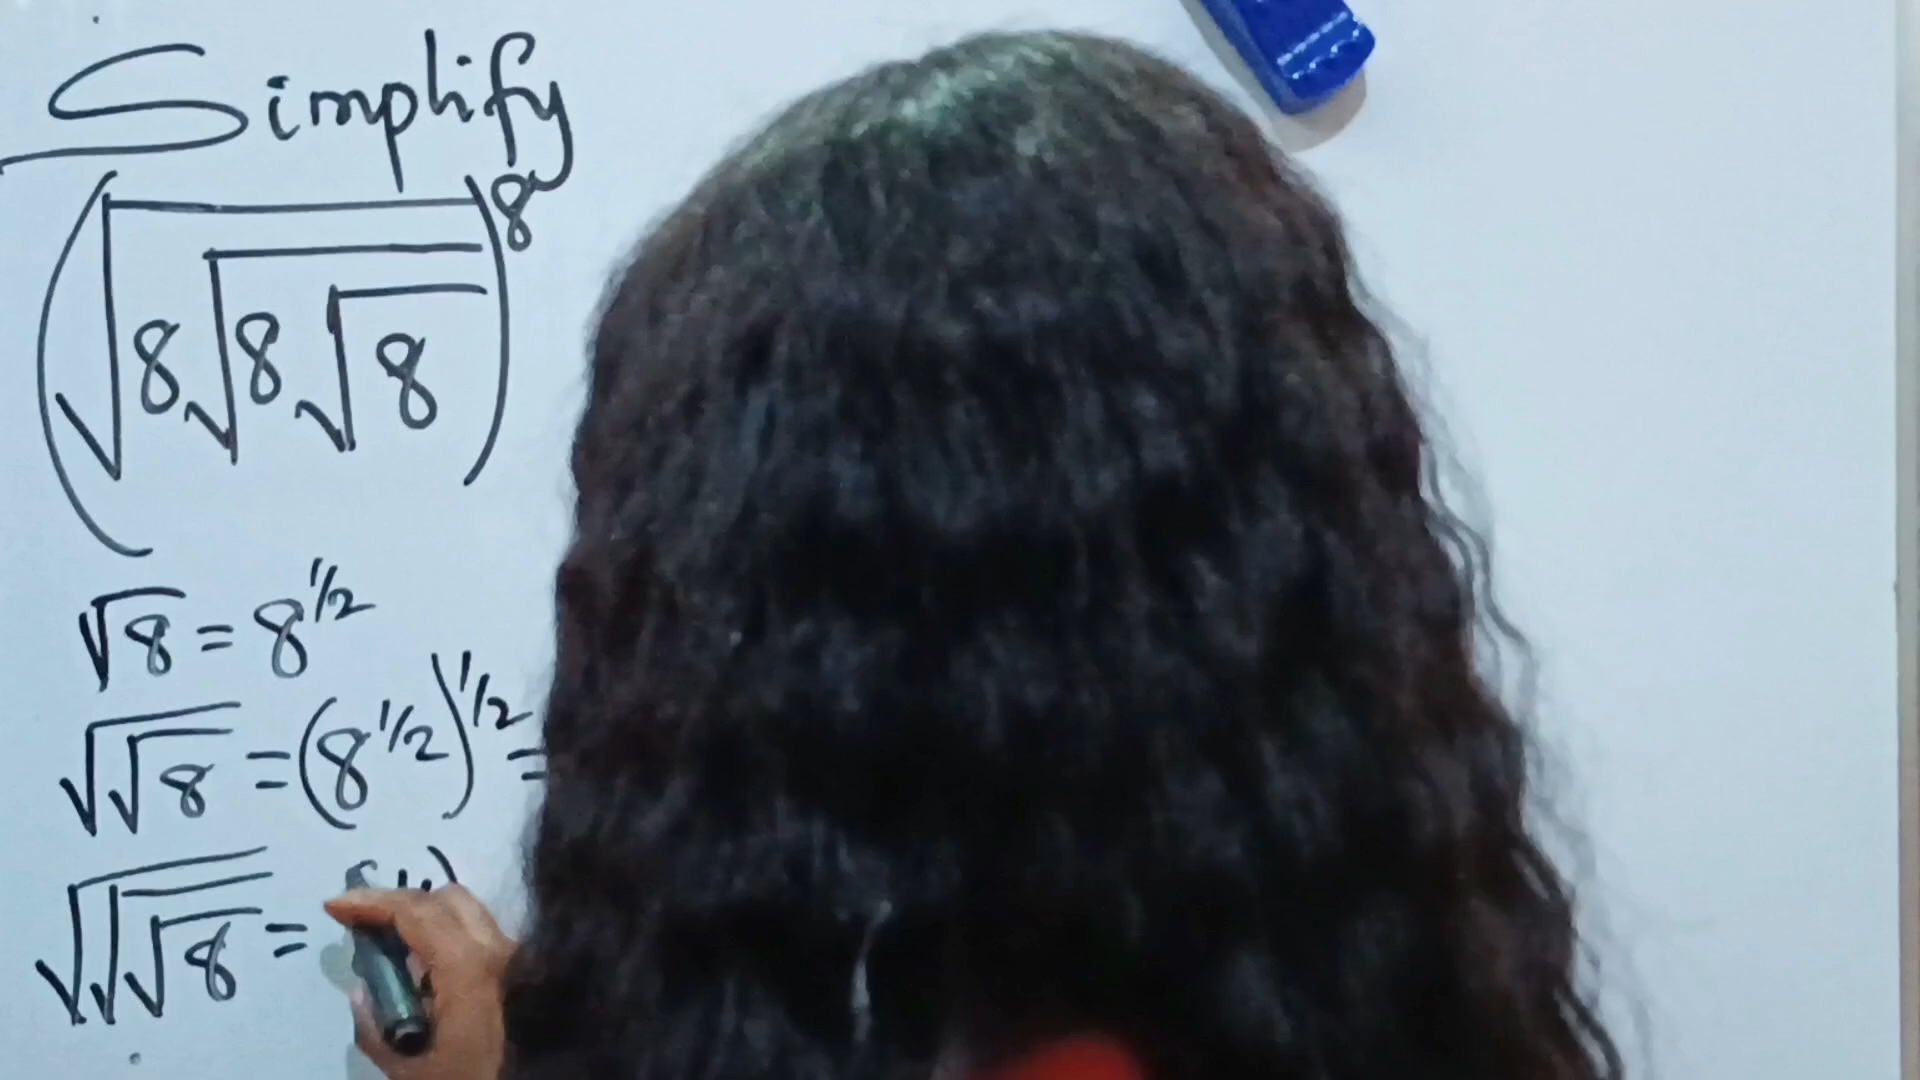 Simplify
(√8√8√8)^8
√8 = 8^1/2
√√8 = (8^1/2)^1/2 =
√√√8 =